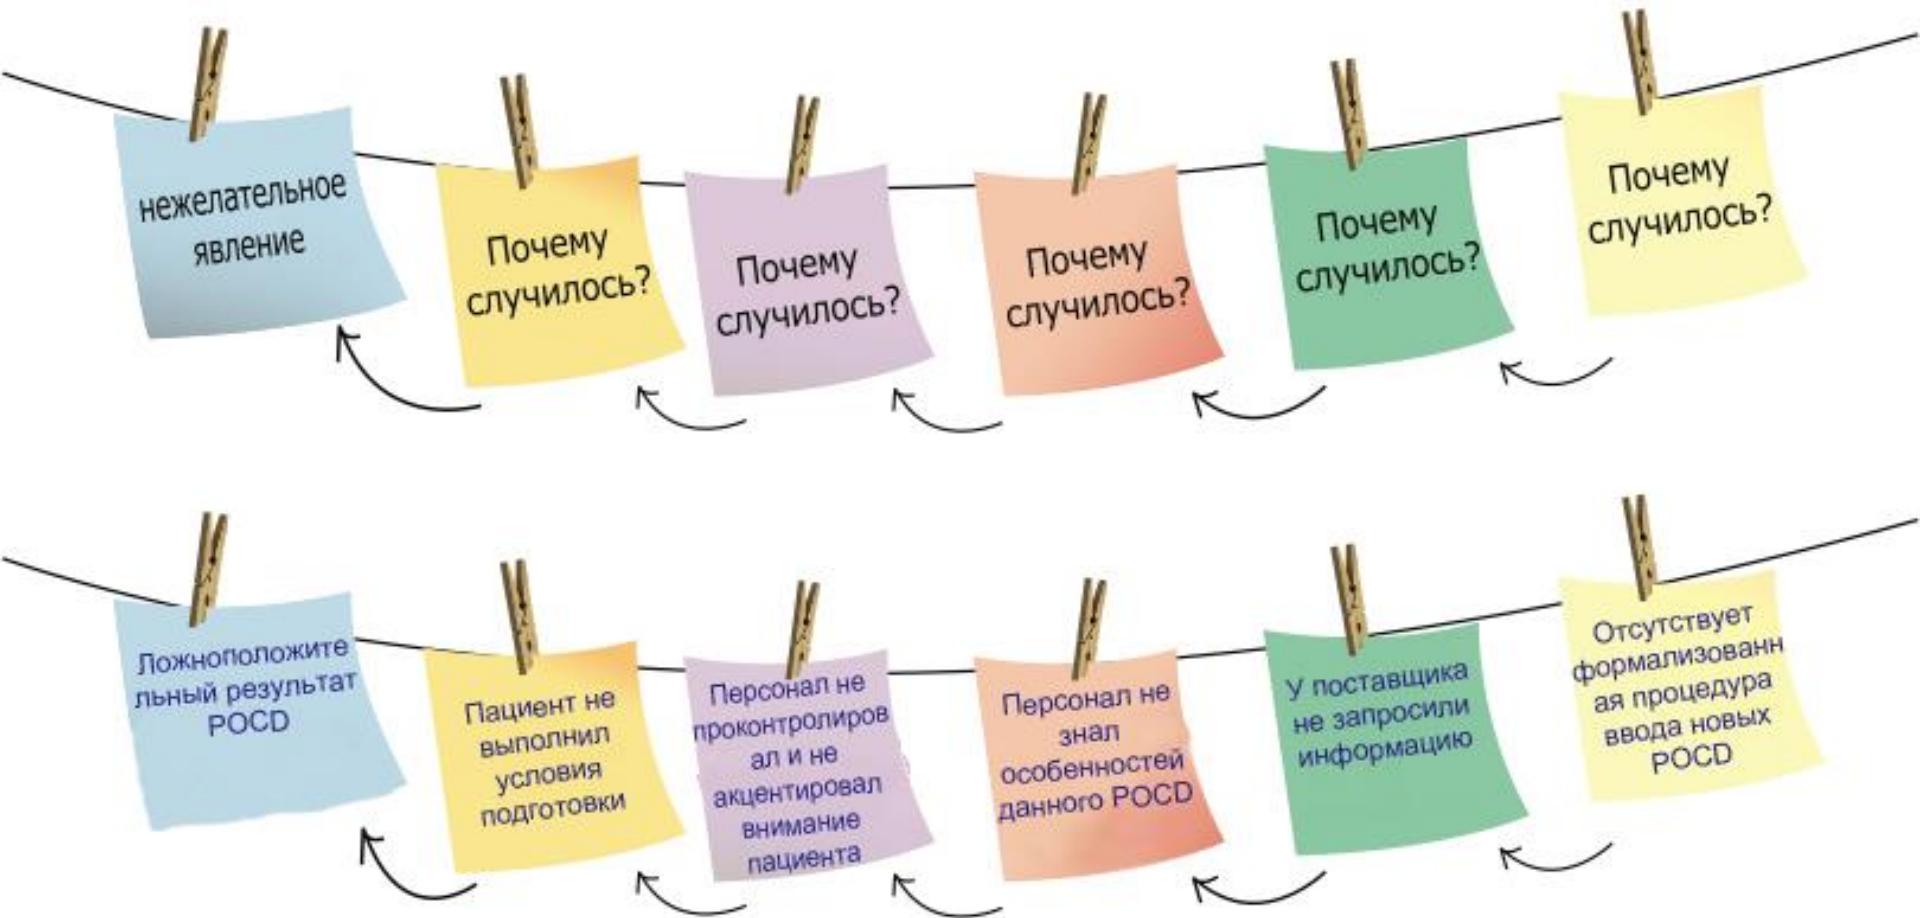 нежелательное
явление
Почему
случилось?
Почему
случилось?
Почему
случилось?
Почему
случилось?
Почему
случилось?
Ложноположите
льный результат
POCD
Пациент не
выполнил
условия
подготовки
Персонал не
проконтролиров
ал и не
акцентировал
внимание
пациента
Персонал не
знал
особенностей
данного POCD
У поставщика
не запросили
информацию
Отсутствует
формализованн
ая процедура
ввода новых
POCD